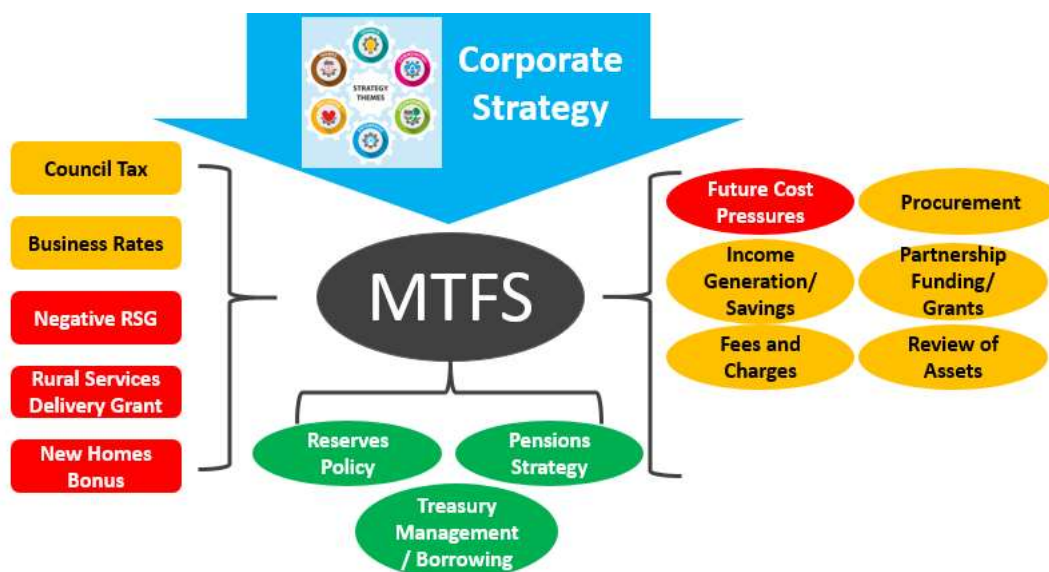 Corporate
Strategy
STRATEGY
THEMES
Council Tax
Business Rates
Negative RSG
Rural Services
Delivery Grant
New Homes
Bonus
MTFS
Future Cost
Pressures
Procurement
Income
Generation/
Savings
Partnership
Funding/
Grants
Fees and
Charges
Review of
Assets
Reserves
Policy
Pensions
Strategy
Treasury
Management
/ Borrowing